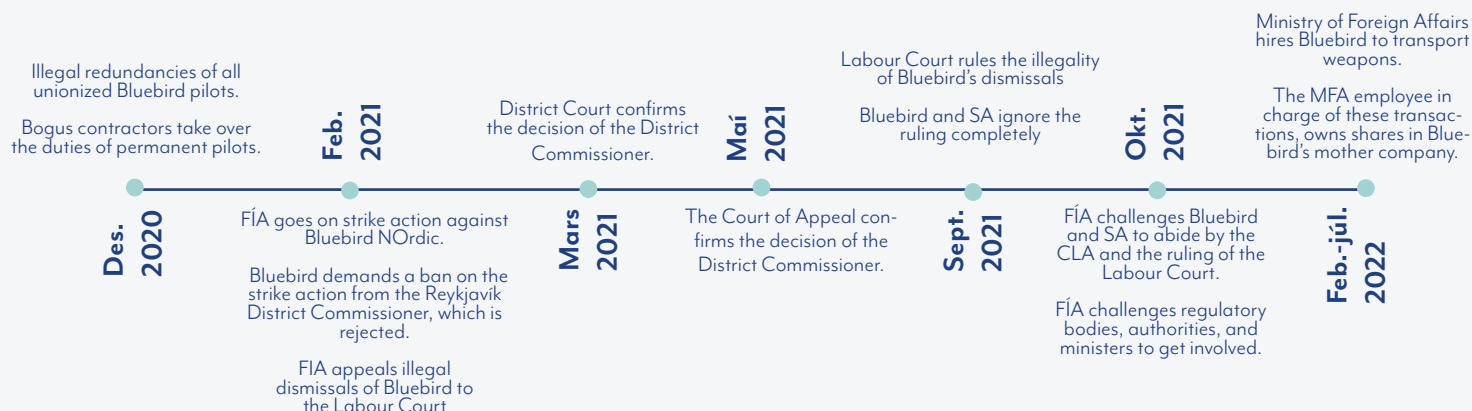 Illegal redundancies of all
unionized Bluebird pilots.
Bogus contractors take over
the duties of permanent pilots.
Des.
2020
Feb.
2021
FÍA goes on strike action against
Bluebird NOrdic.
Bluebird demands a ban on the
strike action from the Reykjavík
District Commissioner, which is
rejected.
FIA appeals illegal
dismissals of Bluebird to
the Labour Court
District Court confirms
the decision of the District
Commissioner.
Mars
2021
Maí
2021
The Court of Appeal con-
firms the decision of the
District Commissioner.
Labour Court rules the illegality
of Bluebird's dismissals
Bluebird and SA ignore the
ruling completely
Sept.
2021
Okt.
2021
FÍA challenges Bluebird
and SA to abide by the
CLA and the ruling of the
Labour Court.
FÍA challenges regulatory
bodies, authorities, and
ministers to get involved.
Ministry of Foreign Affairs
hires Bluebird to transport
weapons.
The MFA employee in
charge of these transac-
tions, owns shares in Blue-
bird's mother company.
Feb.-júl.
2022